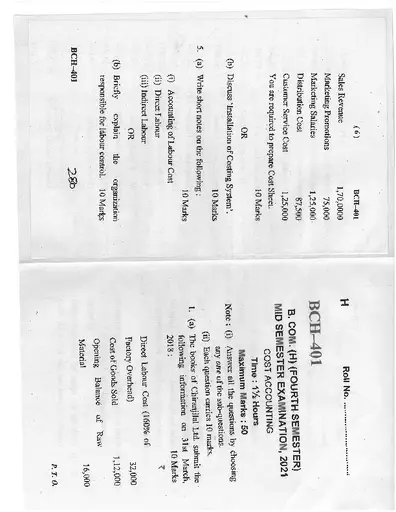 (6)
BCH-401
Sales Revenue 1,70,0000
Marketing Promotions 75,000
Marketing Salaries 1,25,000
Distribution Cost 87,500
Customer Service Cost 1,25,000
You are required to prepare Cost Sheet.
10 Marks
OR
(b) Discuss 'Installation of Costing System'.
10 Marks
5. (a) Write short notes on the following :
10 Marks
(i) Accounting of Labour Cost
(ii) Direct Labour
(iii) Indirect Labour
OR
(b) Briefly explain the organization
responsible for labour control. 10 Marks
BCH-401
280
H
Roll No. ........................
BCH-401
B. COM. (H) (FOURTH SEMESTER)
MID SEMESTER EXAMINATION, 2021
COST ACCOUNTING
Time : 1½ Hours
Maximum Marks : 50
Note : (i) Answer all the questions by choosing
any one of the sub-questions.
(ii) Each question carries 10 marks.
1. (a) The books of Charanjilal Ltd. submit the
following information on 31st March,
2018 : 10 Marks
₹
Direct Labour Cost (160% of
Factory Overhead) 32,000
Cost of Goods Sold 1,12,000
Opening Balance of Raw
Material 16,000
P. T. O.